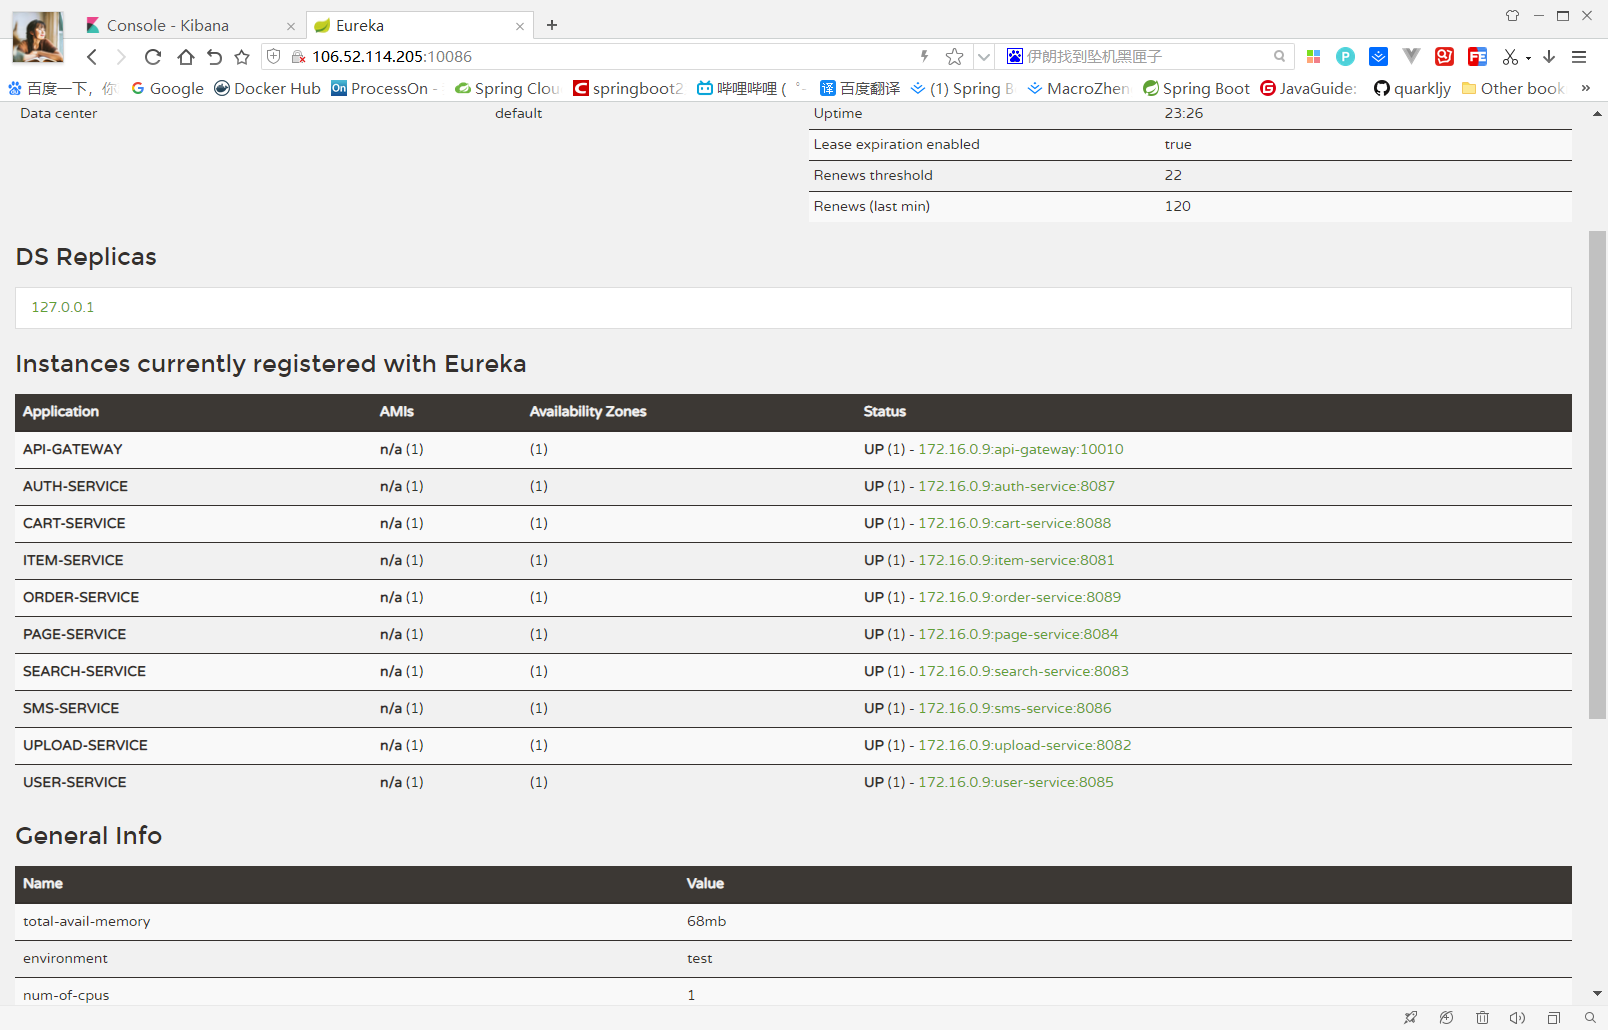 Console - Kibana
Eureka
106.52.114.205:10086
伊朗找到坠机黑匣子
百度一下，你
Google
Docker Hub
On ProcessOn -
Spring Clou
springboot2
哔哩哔哩 ( ゜-
译 百度翻译
(1) Spring B
MacroZhen
Spring Boot
JavaGuide:
quarkljy
Other book
»
Data center default Uptime 23:26
Lease expiration enabled true
Renews threshold 22
Renews (last min) 120
DS Replicas
127.0.0.1
Instances currently registered with Eureka
Application AMIs Availability Zones Status
API-GATEWAY n/a (1) (1) UP (1) - 172.16.0.9:api-gateway:10010
AUTH-SERVICE n/a (1) (1) UP (1) - 172.16.0.9:auth-service:8087
CART-SERVICE n/a (1) (1) UP (1) - 172.16.0.9:cart-service:8088
ITEM-SERVICE n/a (1) (1) UP (1) - 172.16.0.9:item-service:8081
ORDER-SERVICE n/a (1) (1) UP (1) - 172.16.0.9:order-service:8089
PAGE-SERVICE n/a (1) (1) UP (1) - 172.16.0.9:page-service:8084
SEARCH-SERVICE n/a (1) (1) UP (1) - 172.16.0.9:search-service:8083
SMS-SERVICE n/a (1) (1) UP (1) - 172.16.0.9:sms-service:8086
UPLOAD-SERVICE n/a (1) (1) UP (1) - 172.16.0.9:upload-service:8082
USER-SERVICE n/a (1) (1) UP (1) - 172.16.0.9:user-service:8085
General Info
Name Value
total-avail-memory 68mb
environment test
num-of-cpus 1